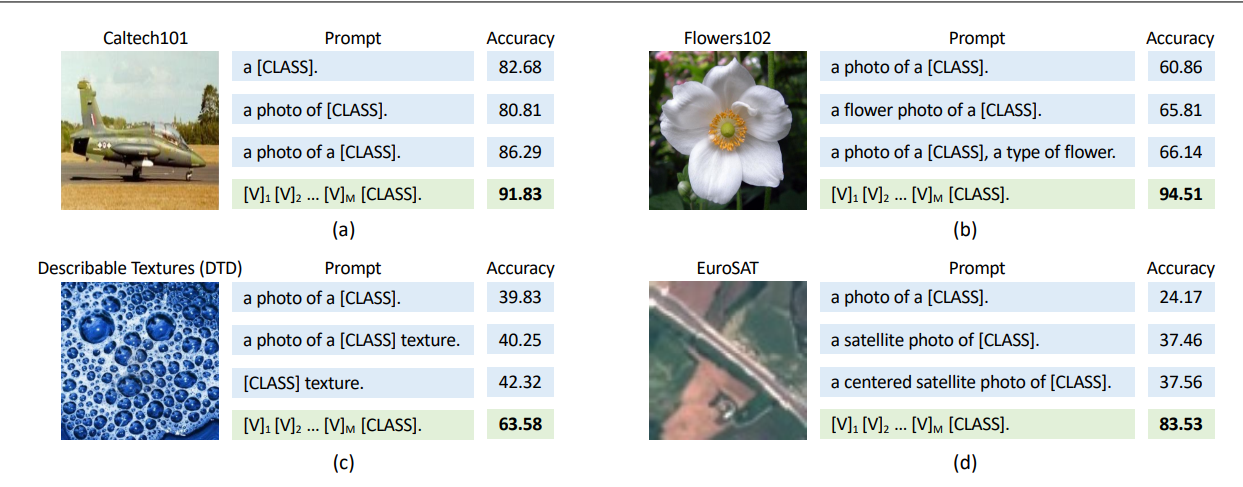 Caltech101 Prompt Accuracy
a [CLASS]. 82.68
a photo of [CLASS]. 80.81
a photo of a [CLASS]. 86.29
[V]₁ [V]₂ … [V]ₘ [CLASS]. 91.83
(a)
Flowers102 Prompt Accuracy
a photo of a [CLASS]. 60.86
a flower photo of a [CLASS]. 65.81
a photo of a [CLASS], a type of flower. 66.14
[V]₁ [V]₂ … [V]ₘ [CLASS]. 94.51
(b)
Describable Textures (DTD) Prompt Accuracy
a photo of a [CLASS]. 39.83
a photo of a [CLASS] texture. 40.25
[CLASS] texture. 42.32
[V]₁ [V]₂ … [V]ₘ [CLASS]. 63.58
(c)
EuroSAT Prompt Accuracy
a photo of a [CLASS]. 24.17
a satellite photo of [CLASS]. 37.46
a centered satellite photo of [CLASS]. 37.56
[V]₁ [V]₂ … [V]ₘ [CLASS]. 83.53
(d)